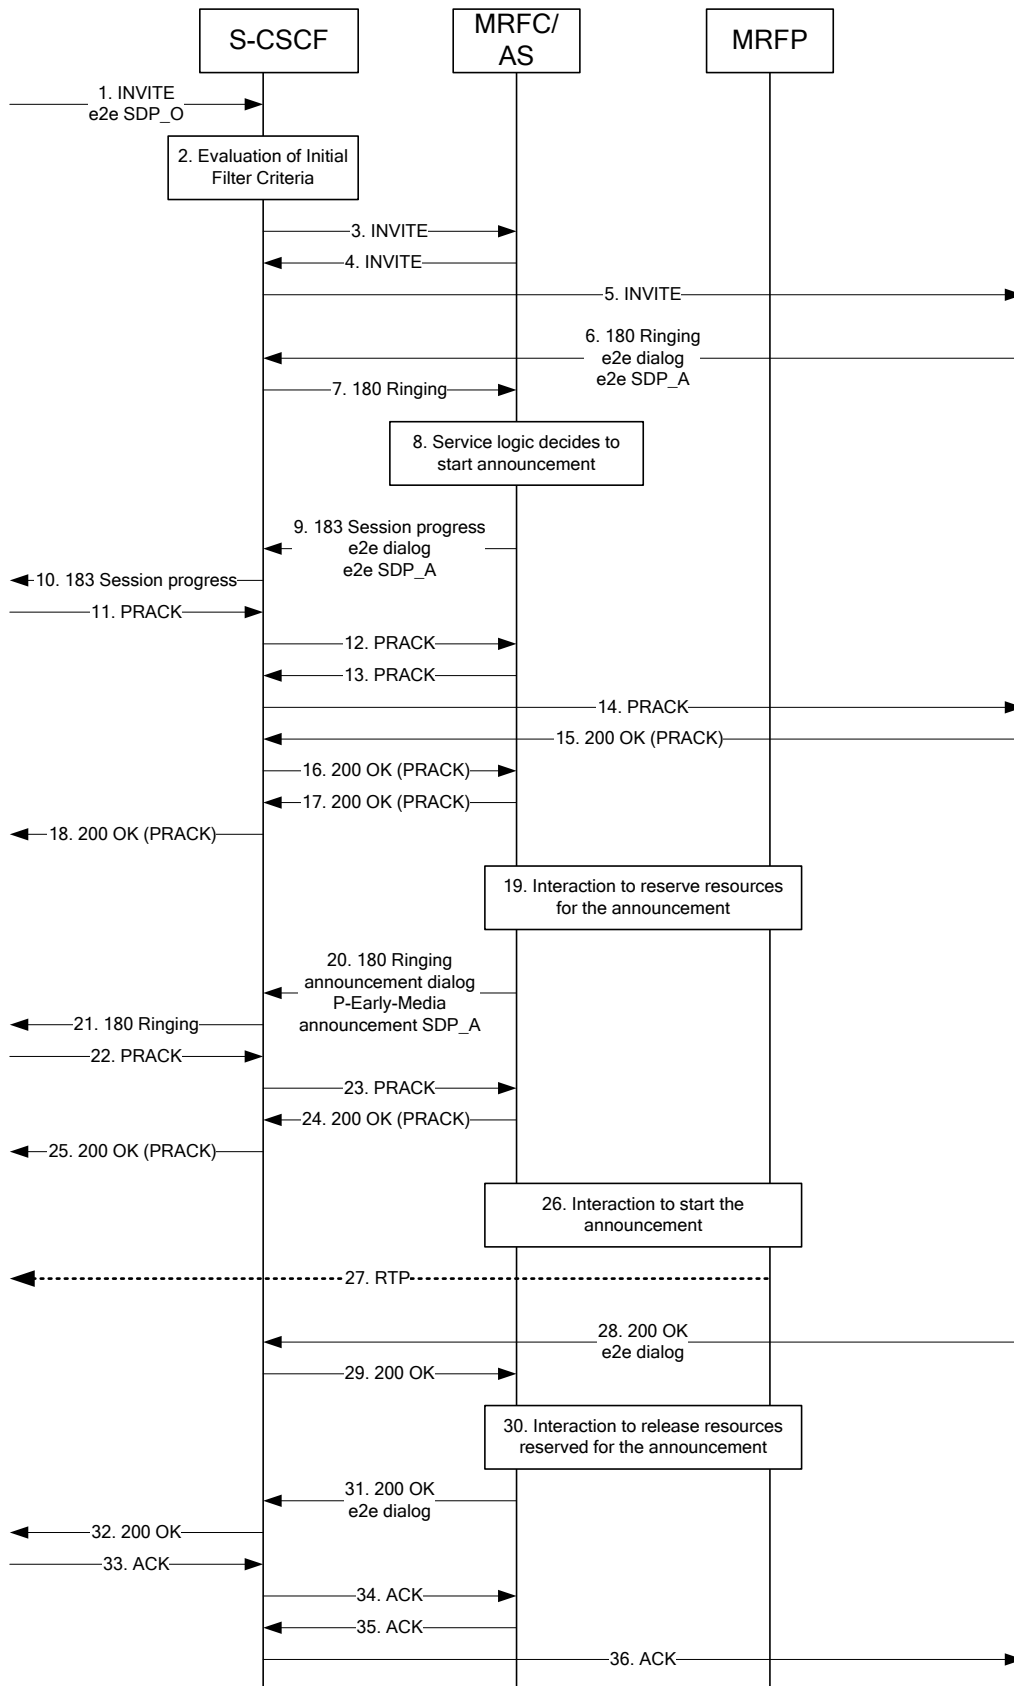 S-CSCF
MRFC/
AS
MRFP
1. INVITE
e2e SDP_O
2. Evaluation of Initial
Filter Criteria
3. INVITE
4. INVITE
5. INVITE
6. 180 Ringing
e2e dialog
e2e SDP_A
7. 180 Ringing
8. Service logic decides to
start announcement
9. 183 Session progress
e2e dialog
e2e SDP_A
10. 183 Session progress
11. PRACK
12. PRACK
13. PRACK
14. PRACK
15. 200 OK (PRACK)
16. 200 OK (PRACK)
17. 200 OK (PRACK)
18. 200 OK (PRACK)
19. Interaction to reserve resources
for the announcement
20. 180 Ringing
announcement dialog
P-Early-Media
announcement SDP_A
21. 180 Ringing
22. PRACK
23. PRACK
24. 200 OK (PRACK)
25. 200 OK (PRACK)
26. Interaction to start the
announcement
27. RTP
28. 200 OK
e2e dialog
29. 200 OK
30. Interaction to release resources
reserved for the announcement
31. 200 OK
e2e dialog
32. 200 OK
33. ACK
34. ACK
35. ACK
36. ACK